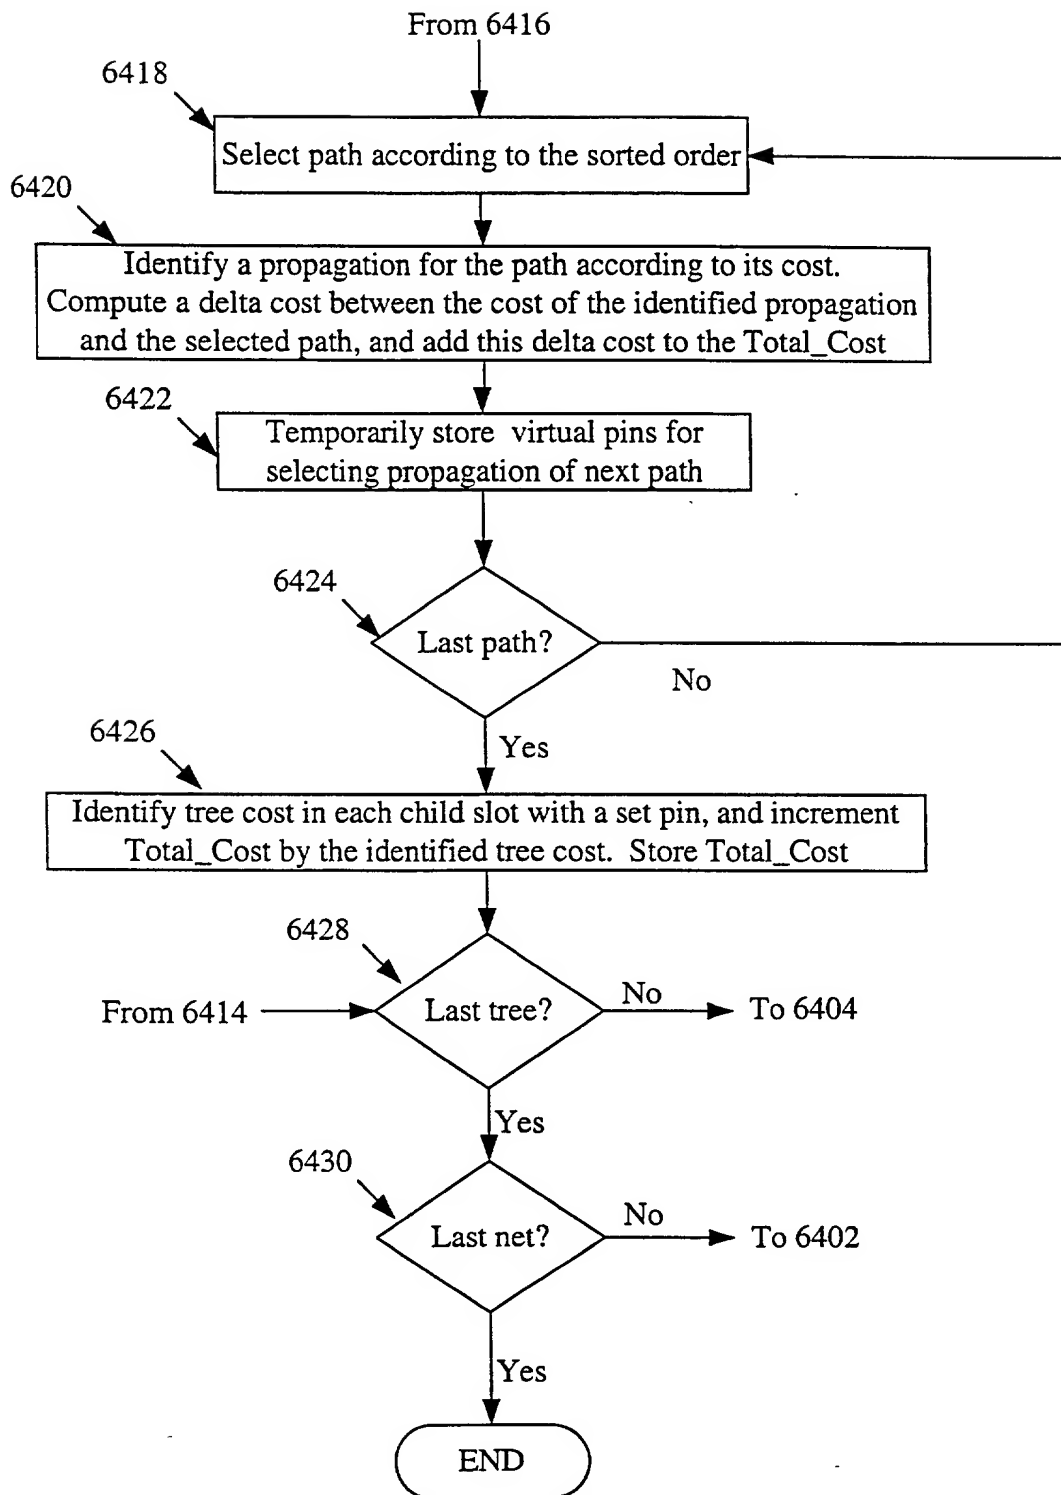 From 6416
6418
Select path according to the sorted order
6420
Identify a propagation for the path according to its cost.
Compute a delta cost between the cost of the identified propagation
and the selected path, and add this delta cost to the Total_Cost
6422
Temporarily store virtual pins for
selecting propagation of next path
6424
Last path?
No
Yes
6426
Identify tree cost in each child slot with a set pin, and increment
Total_Cost by the identified tree cost. Store Total_Cost
6428
From 6414
Last tree?
No
To 6404
Yes
6430
Last net?
No
To 6402
Yes
END